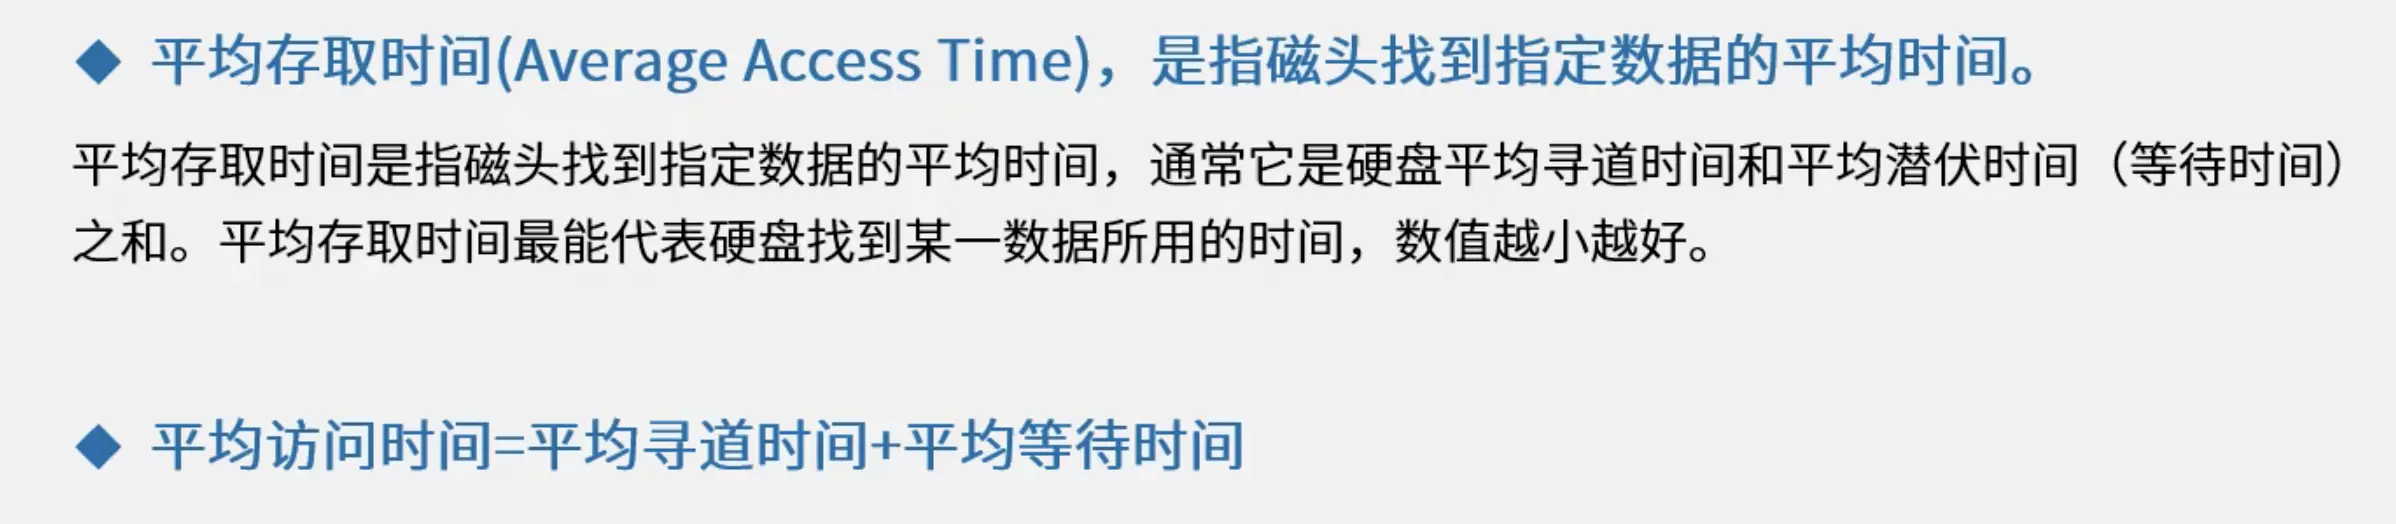 ◆ 平均存取时间(Average Access Time)，是指磁头找到指定数据的平均时间。
平均存取时间是指磁头找到指定数据的平均时间，通常它是硬盘平均寻道时间和平均潜伏时间（等待时间）
之和。平均存取时间最能代表硬盘找到某一数据所用的时间，数值越小越好。
◆ 平均访问时间=平均寻道时间+平均等待时间